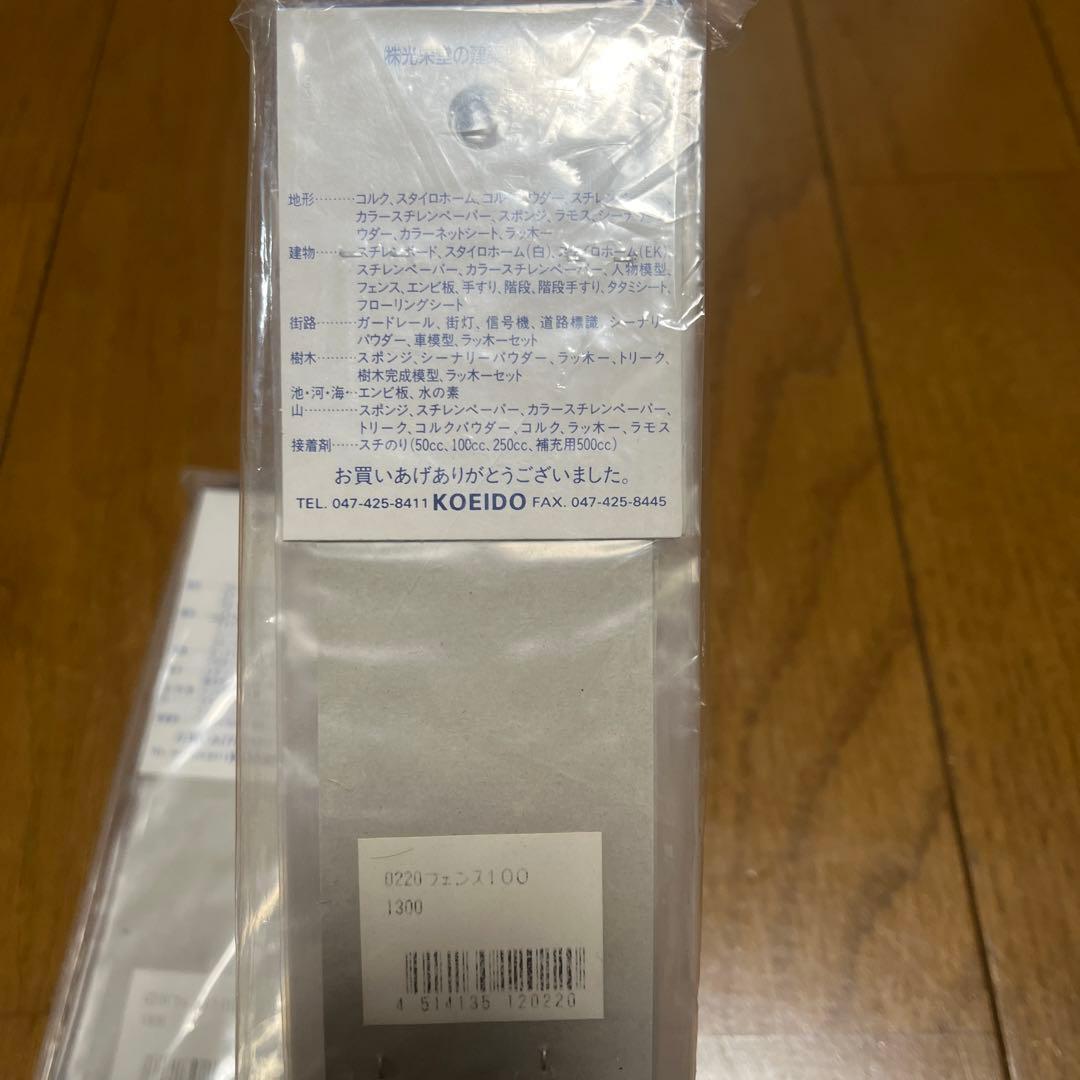 ㈱光栄堂の建築
地形………コルク、スタイロホーム、コルクパウダー、スチレン
カラースチレンペーパー、スポンジ、ラモス、シーナリー
ウダー、カラーネットシート、ラッ木ー
建物………スチレンボード、スタイロホーム(白)、スタイロホーム(EK)
スチレンペーパー、カラースチレンペーパー、人物模型、
フェンス、エンビ板、手すり、階段、階段手すり、タタミシート、
フローリングシート
街路………ガードレール、街灯、信号機、道路標識、シーナリー
パウダー、車模型、ラッ木ーセット
樹木………スポンジ、シーナリーパウダー、ラッ木ー、トリーク、
樹木完成模型、ラッ木ーセット
池・河・海…エンビ板、水の素
山…………スポンジ、スチレンペーパー、カラースチレンペーパー、
トリーク、コルクパウダー、コルク、ラッ木ー、ラモス
接着剤……スチのり(50cc、100cc、250cc、補充用500cc)
お買いあげありがとうございました。
TEL. 047-425-8411 KOEIDO FAX. 047-425-8445
0220フェンス100
1300
4 514135 120220